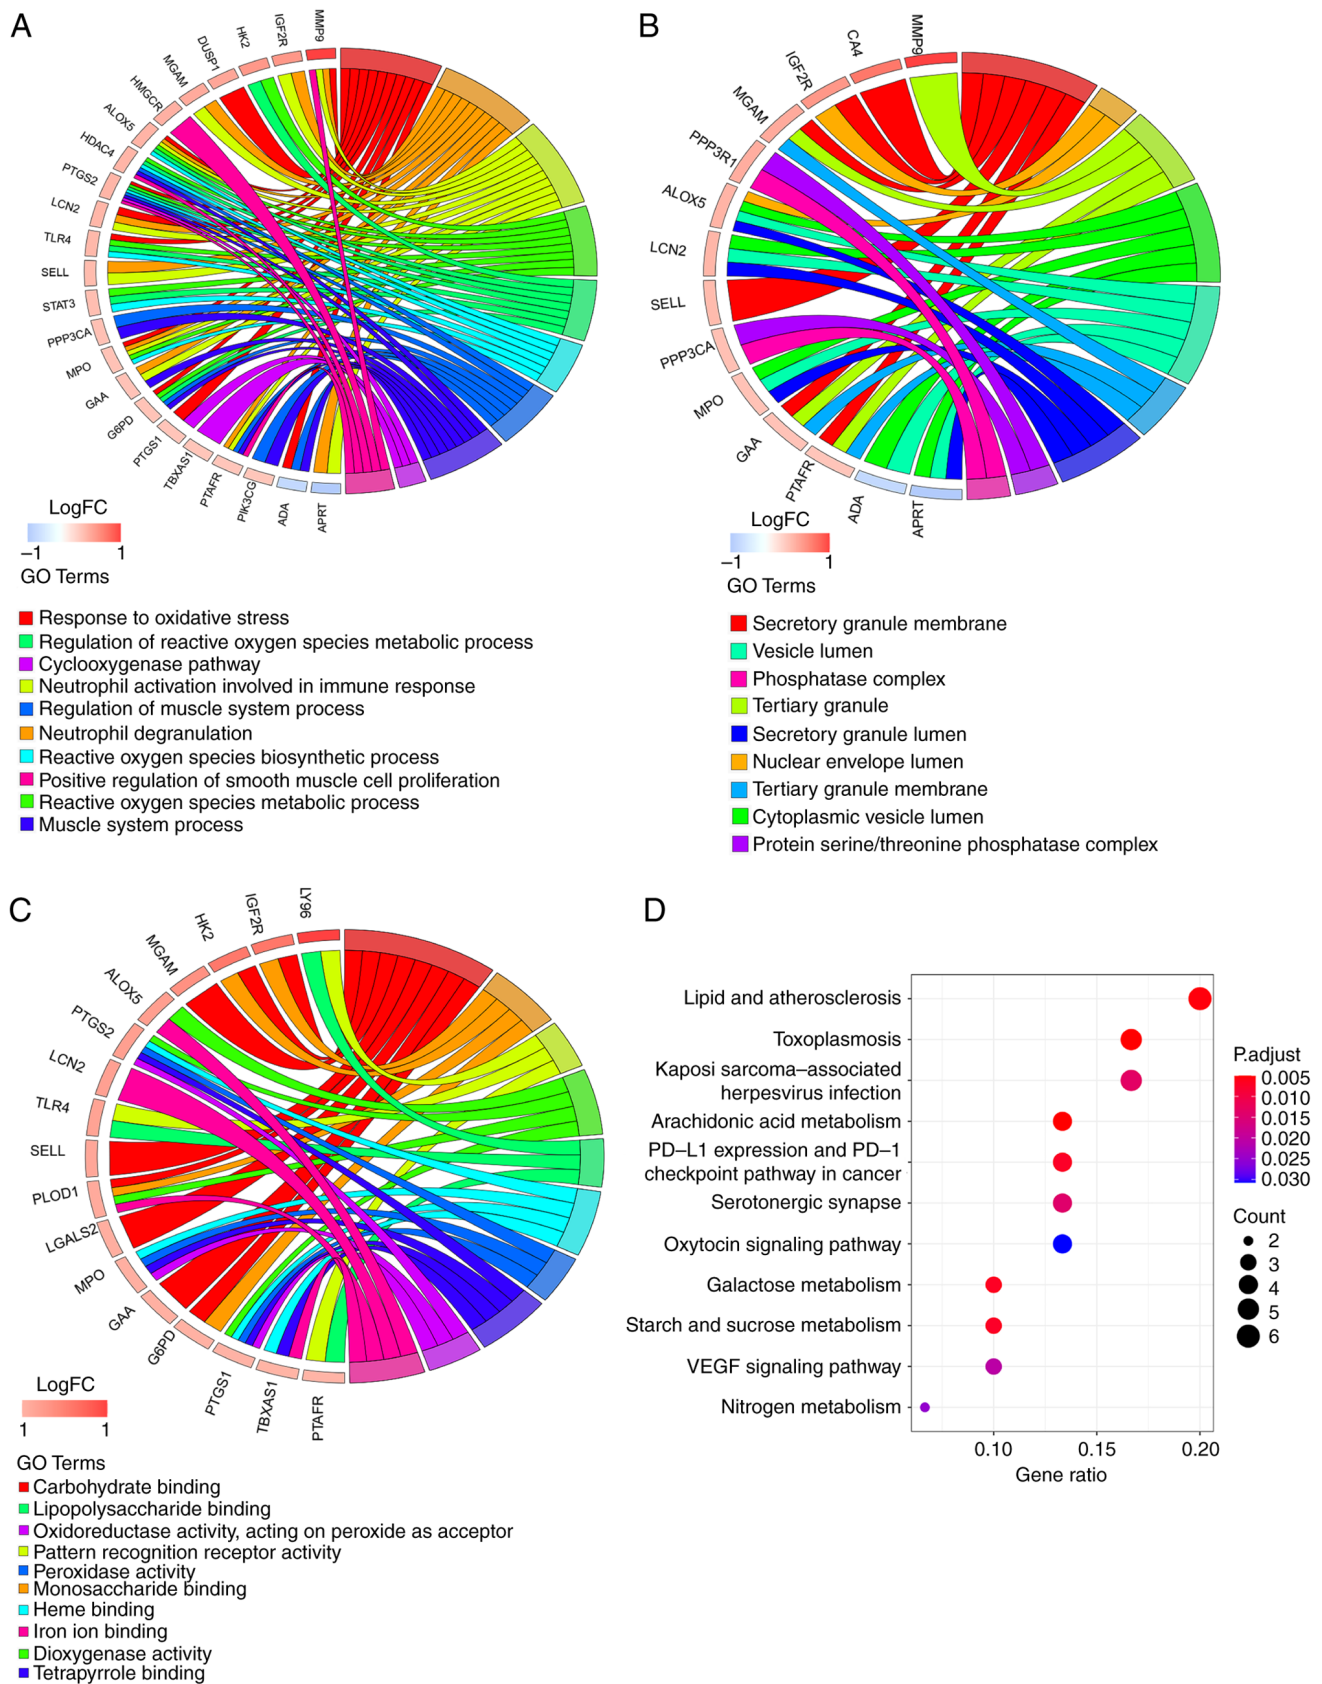 A
MMP9
IGF2R
HK2
DUSP1
MGAM
HMGCR
ALOX5
HDAC4
PTGS2
LCN2
TLR4
SELL
STAT3
PPP3CA
MPO
GAA
G6PD
PTGS1
TBXAS1
PTAFR
PIK3CG
ADA
APRT
LogFC
−1 1
GO Terms
Response to oxidative stress
Regulation of reactive oxygen species metabolic process
Cyclooxygenase pathway
Neutrophil activation involved in immune response
Regulation of muscle system process
Neutrophil degranulation
Reactive oxygen species biosynthetic process
Positive regulation of smooth muscle cell proliferation
Reactive oxygen species metabolic process
Muscle system process
B
MMP9
CA4
IGF2R
MGAM
PPP3R1
ALOX5
LCN2
SELL
PPP3CA
MPO
GAA
PTAFR
ADA
APRT
LogFC
−1 1
GO Terms
Secretory granule membrane
Vesicle lumen
Phosphatase complex
Tertiary granule
Secretory granule lumen
Nuclear envelope lumen
Tertiary granule membrane
Cytoplasmic vesicle lumen
Protein serine/threonine phosphatase complex
C
LY96
IGF2R
HK2
MGAM
ALOX5
PTGS2
LCN2
TLR4
SELL
PLOD1
LGALS2
MPO
GAA
G6PD
PTGS1
TBXAS1
PTAFR
LogFC
1 1
GO Terms
Carbohydrate binding
Lipopolysaccharide binding
Oxidoreductase activity, acting on peroxide as acceptor
Pattern recognition receptor activity
Peroxidase activity
Monosaccharide binding
Heme binding
Iron ion binding
Dioxygenase activity
Tetrapyrrole binding
D
Lipid and atherosclerosis
Toxoplasmosis
Kaposi sarcoma–associated
herpesvirus infection
Arachidonic acid metabolism
PD–L1 expression and PD–1
checkpoint pathway in cancer
Serotonergic synapse
Oxytocin signaling pathway
Galactose metabolism
Starch and sucrose metabolism
VEGF signaling pathway
Nitrogen metabolism
0.10 0.15 0.20
Gene ratio
P.adjust
0.005
0.010
0.015
0.020
0.025
0.030
Count
2
3
4
5
6